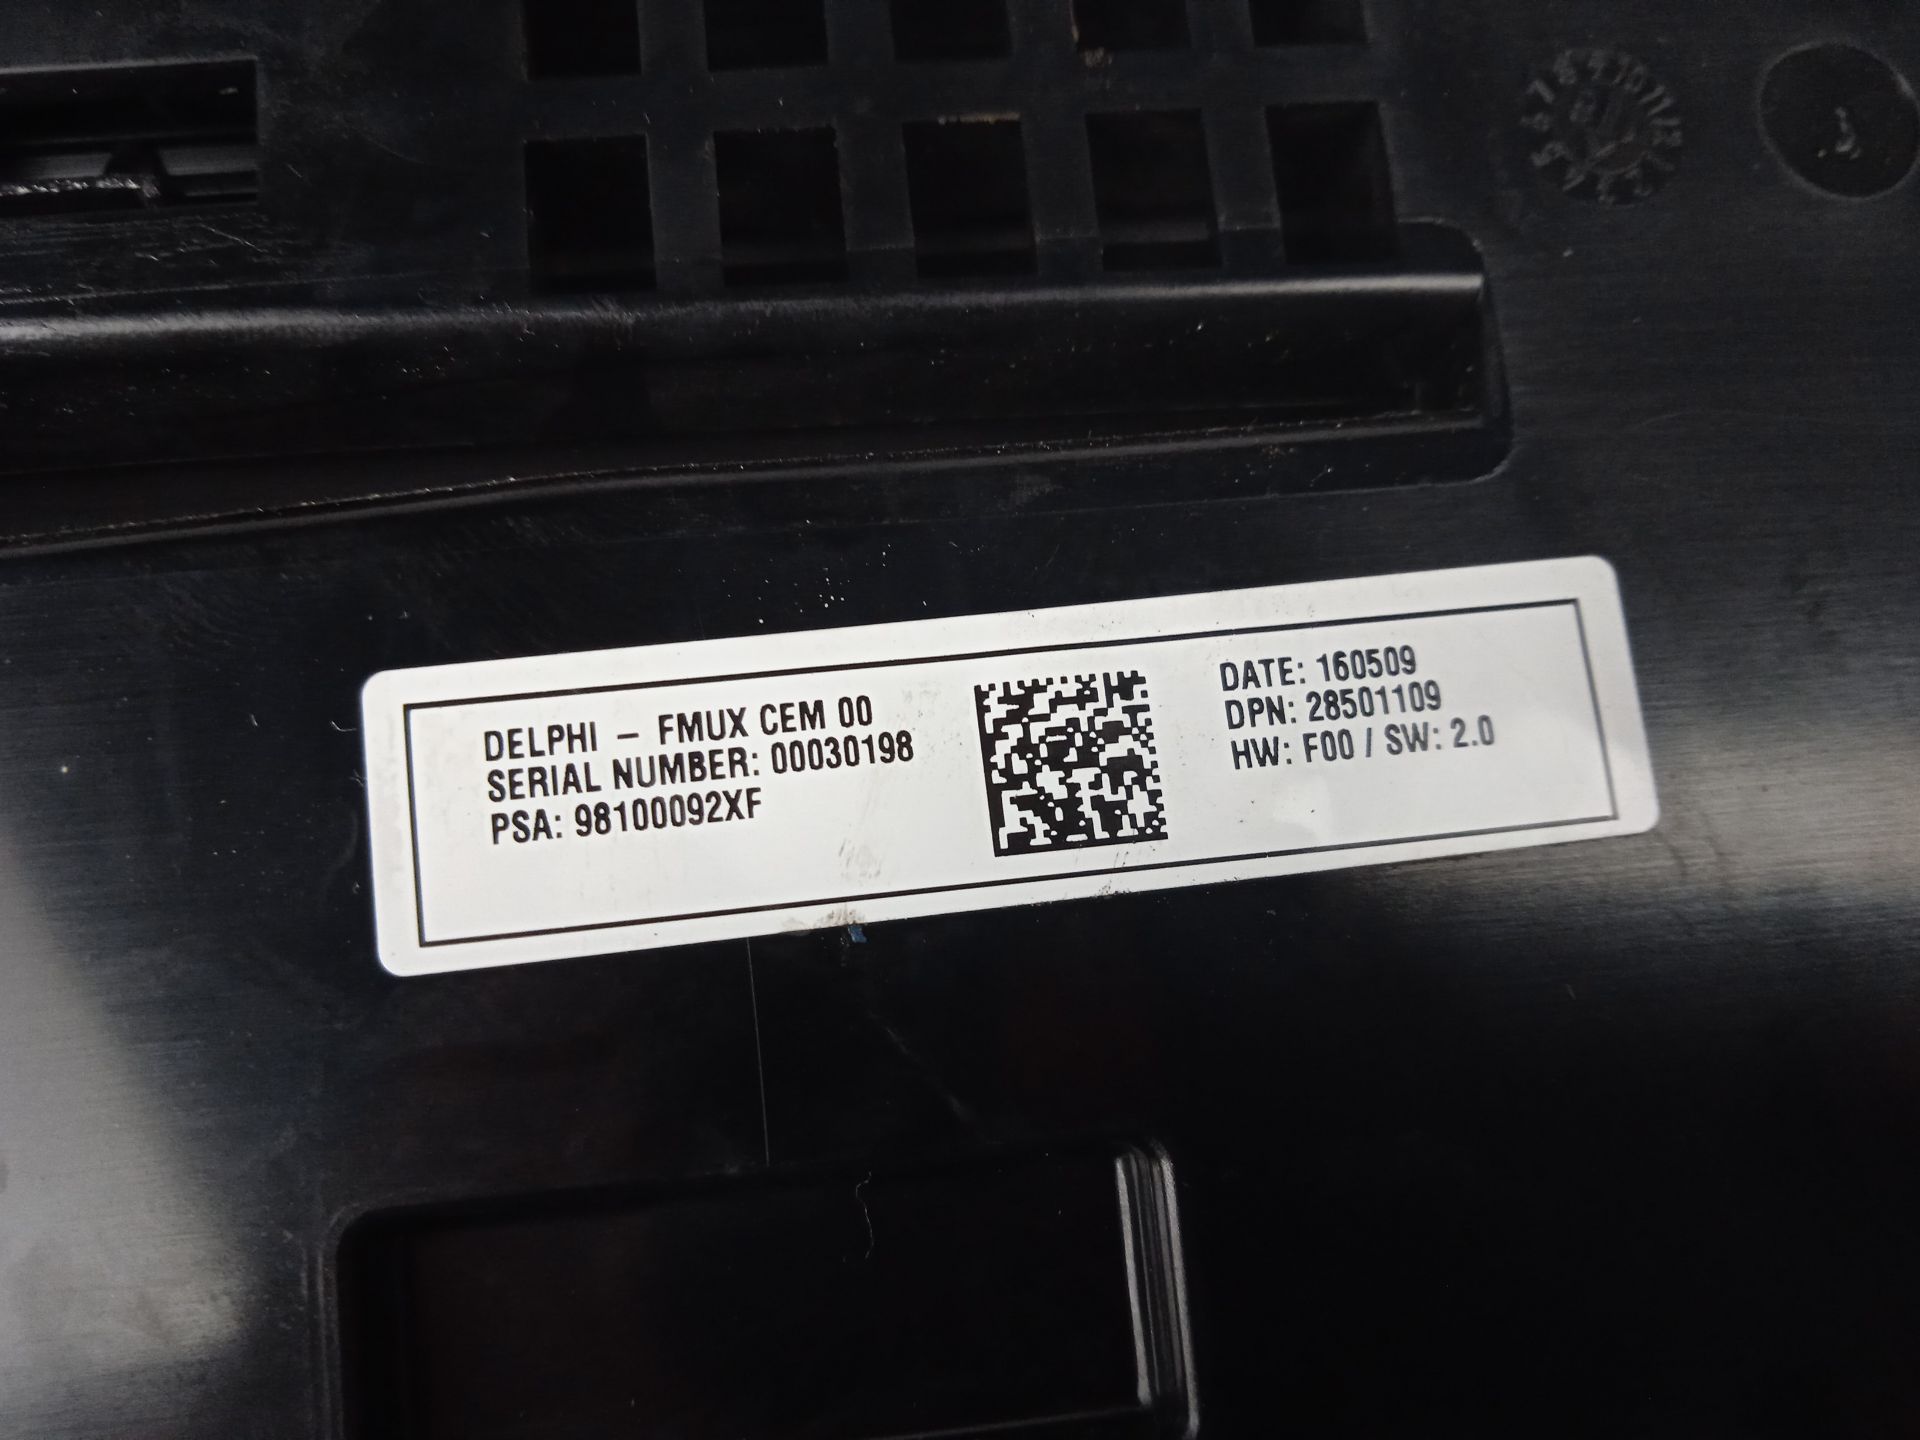 DELPHI – FMUX CEM 00
SERIAL NUMBER: 00030198
PSA: 98100092XF
DATE: 160509
DPN: 28501109
HW: F00 / SW: 2.0